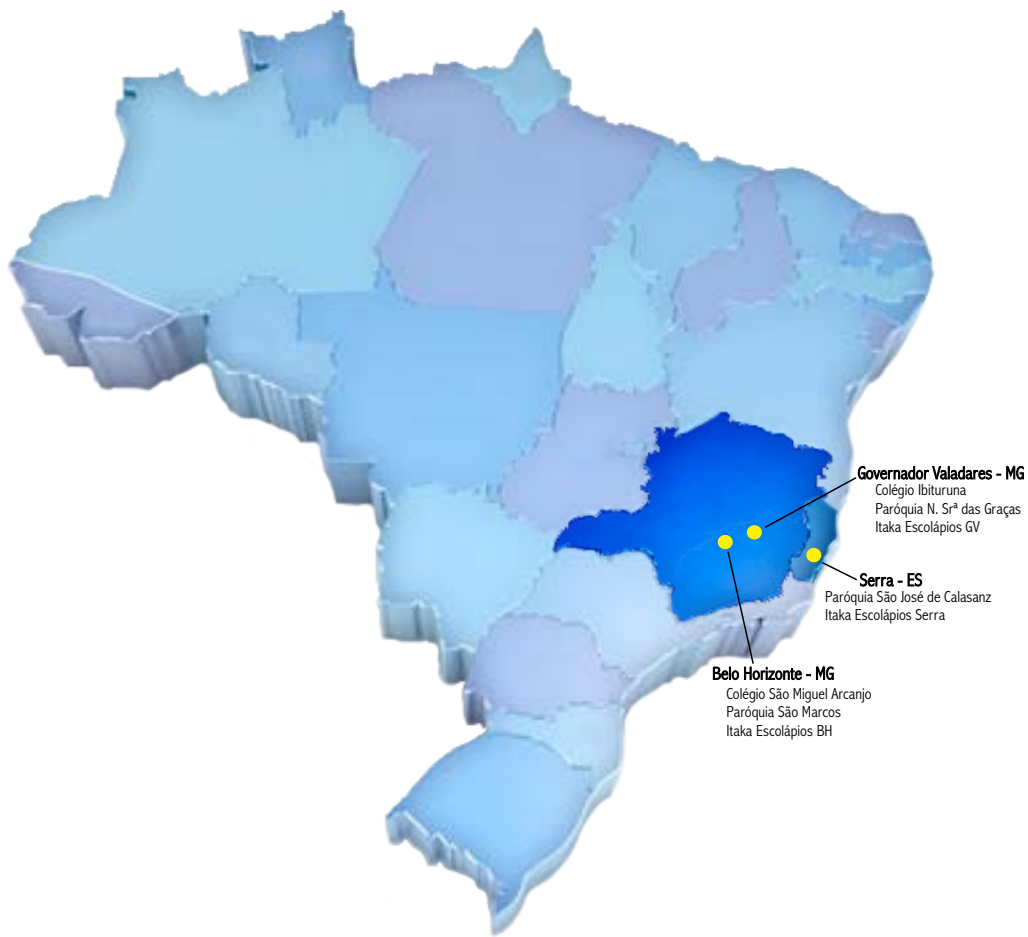 Governador Valadares - MG
Colégio Ibituruna
Paróquia N. Srª das Graças
Itaka Escolápios GV
Serra - ES
Paróquia São José de Calasanz
Itaka Escolápios Serra
Belo Horizonte - MG
Colégio São Miguel Arcanjo
Paróquia São Marcos
Itaka Escolápios BH